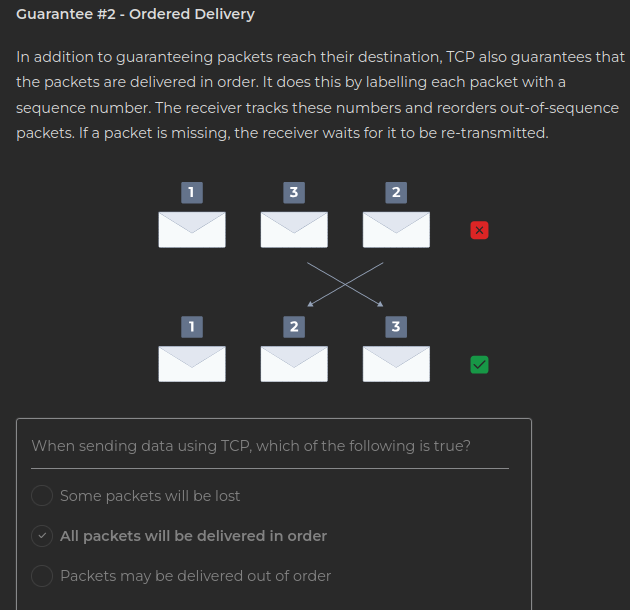 Guarantee #2 - Ordered Delivery
In addition to guaranteeing packets reach their destination, TCP also guarantees that
the packets are delivered in order. It does this by labelling each packet with a
sequence number. The receiver tracks these numbers and reorders out-of-sequence
packets. If a packet is missing, the receiver waits for it to be re-transmitted.
1 3 2
1 2 3
When sending data using TCP, which of the following is true?
Some packets will be lost
All packets will be delivered in order
Packets may be delivered out of order